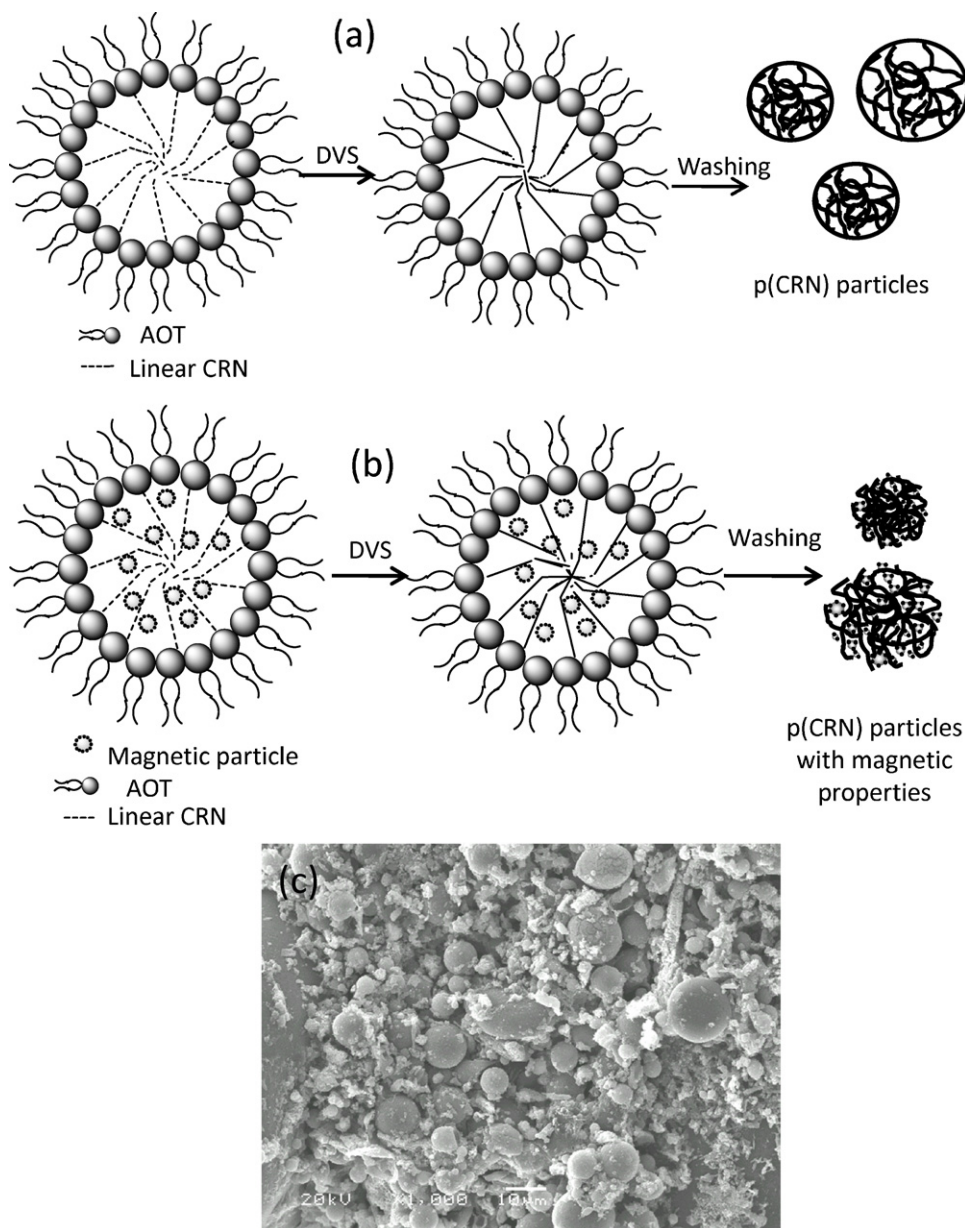 (a)
DVS
Washing
p(CRN) particles
AOT
Linear CRN
(b)
DVS
Washing
Magnetic particle
AOT
Linear CRN
p(CRN) particles
with magnetic
properties
(c)
20kV X1,000 10μm